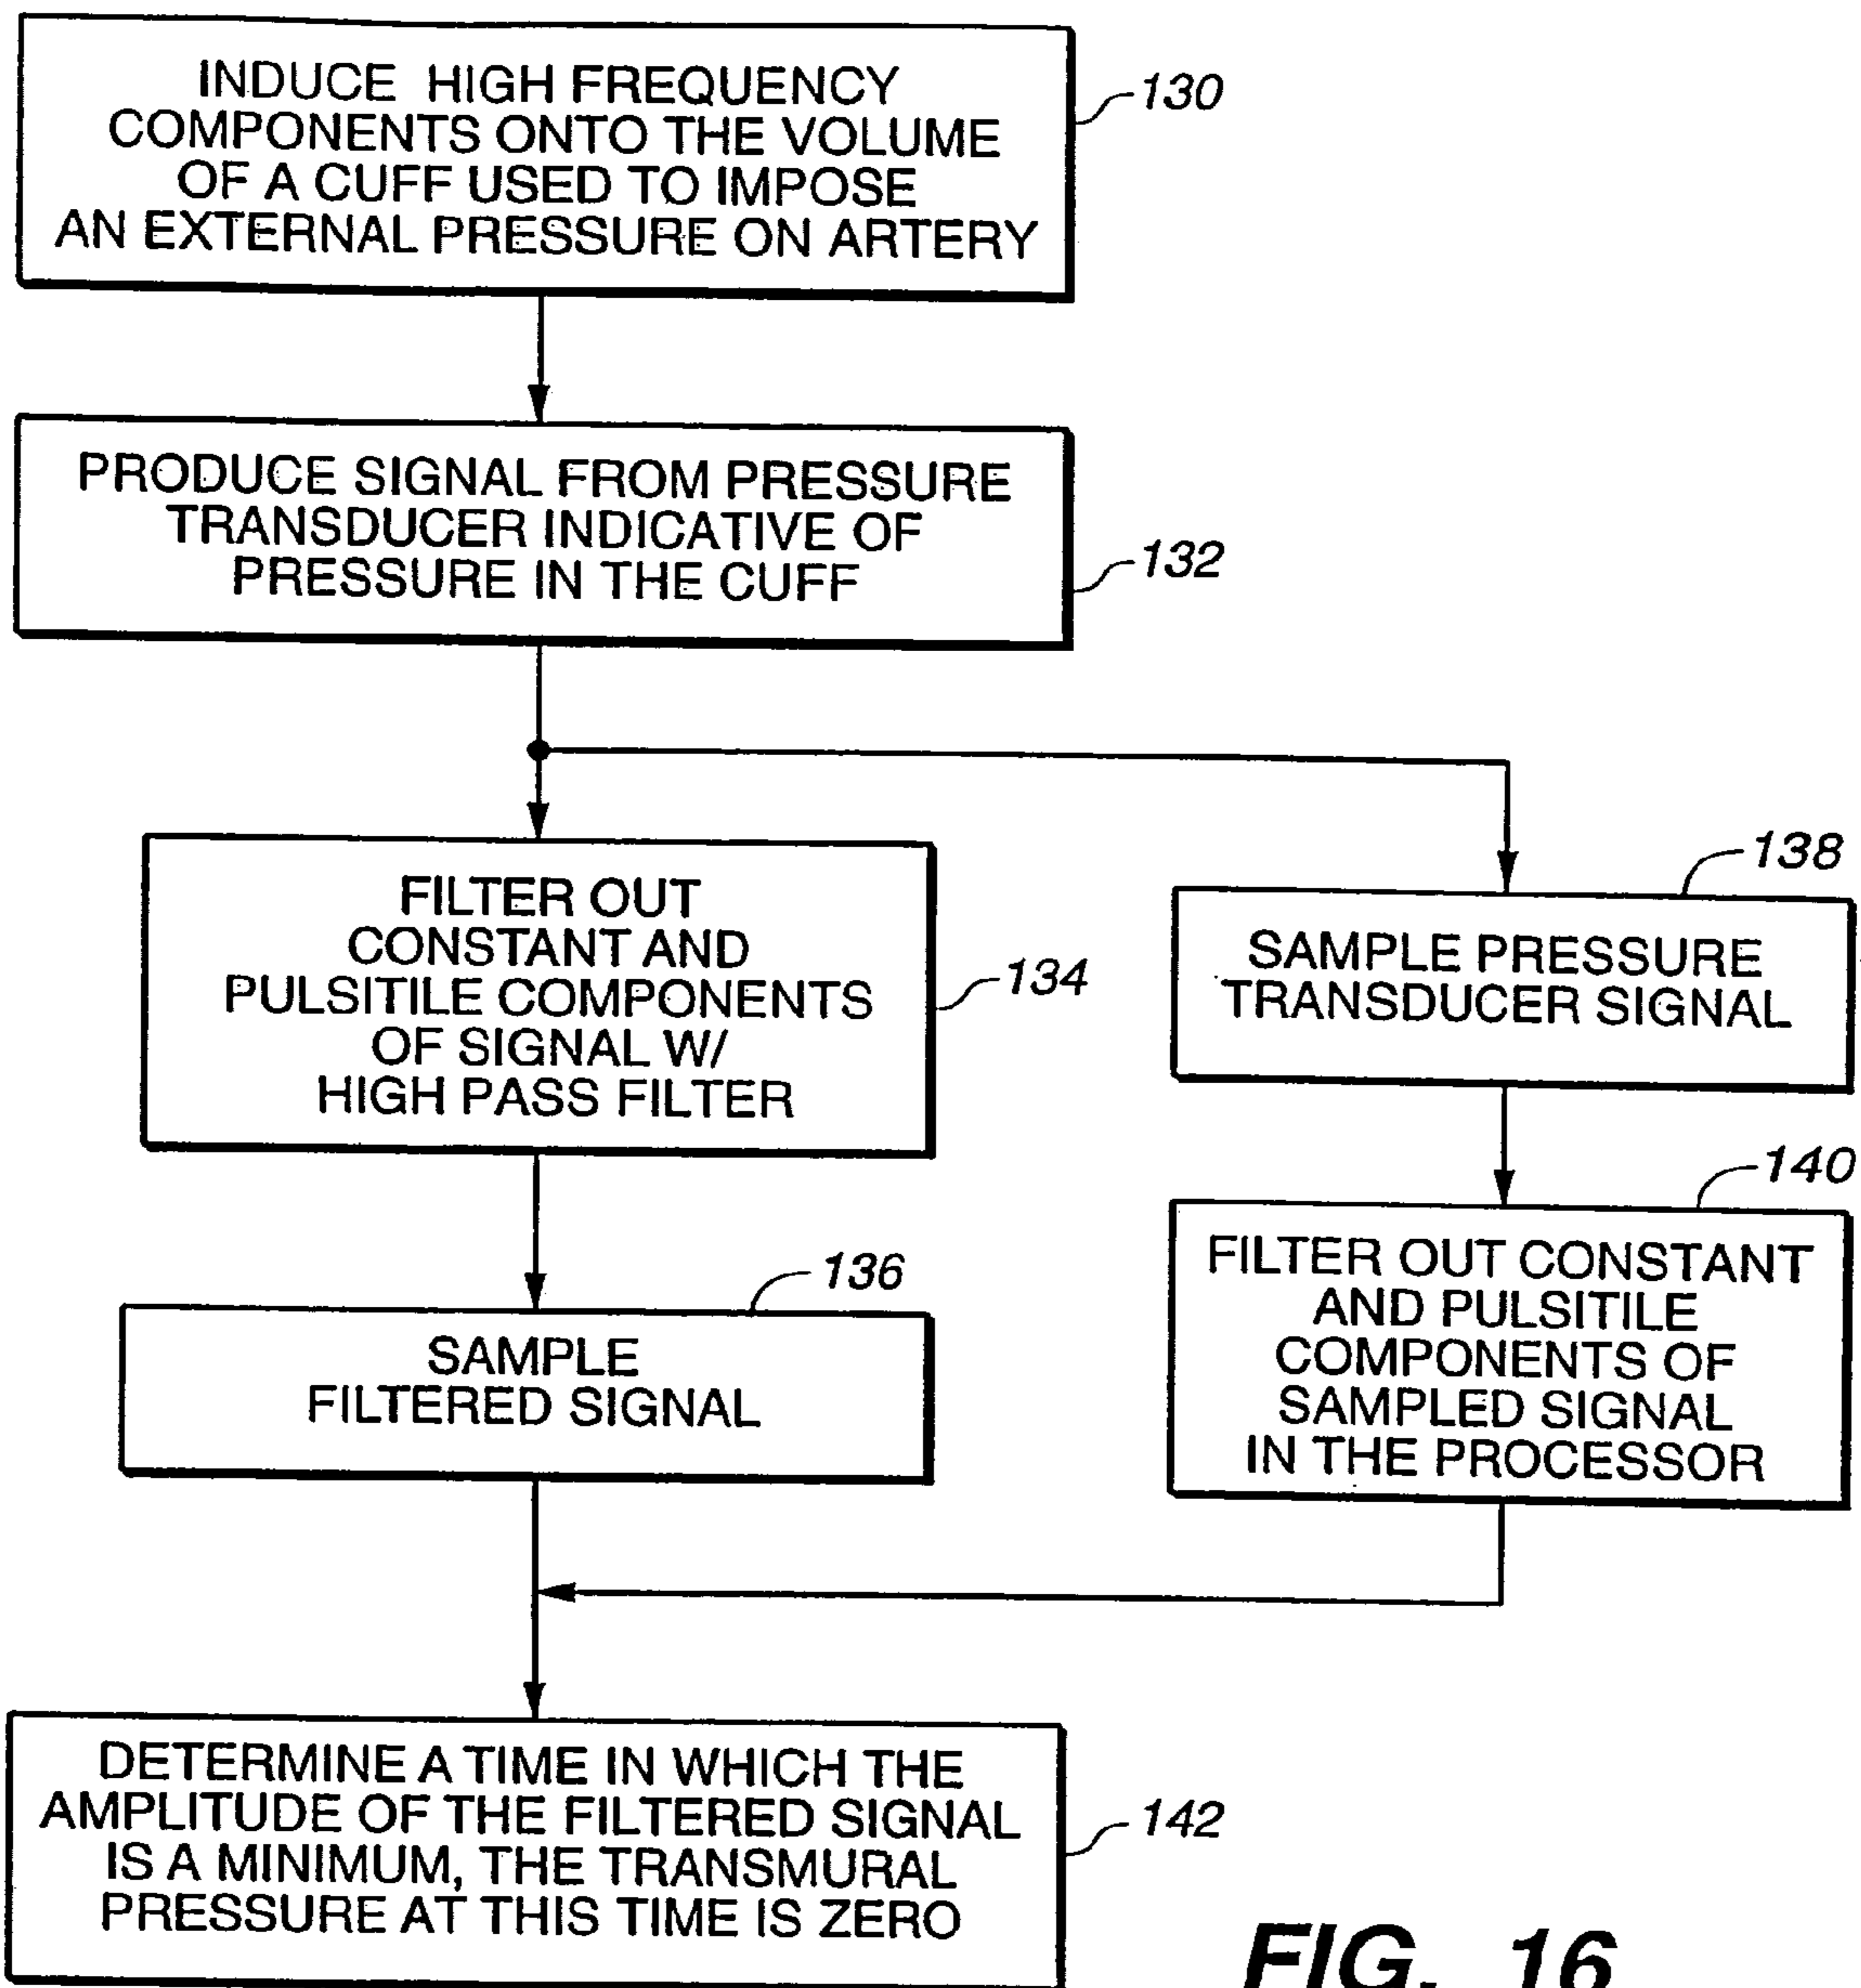 INDUCE HIGH FREQUENCY
COMPONENTS ONTO THE VOLUME
OF A CUFF USED TO IMPOSE
AN EXTERNAL PRESSURE ON ARTERY
130
PRODUCE SIGNAL FROM PRESSURE
TRANSDUCER INDICATIVE OF
PRESSURE IN THE CUFF
132
FILTER OUT
CONSTANT AND
PULSITILE COMPONENTS
OF SIGNAL W/
HIGH PASS FILTER
134
138
SAMPLE PRESSURE
TRANSDUCER SIGNAL
136
SAMPLE
FILTERED SIGNAL
140
FILTER OUT CONSTANT
AND PULSITILE
COMPONENTS OF
SAMPLED SIGNAL
IN THE PROCESSOR
DETERMINE A TIME IN WHICH THE
AMPLITUDE OF THE FILTERED SIGNAL
IS A MINIMUM, THE TRANSMURAL
PRESSURE AT THIS TIME IS ZERO
142
FIG. 16